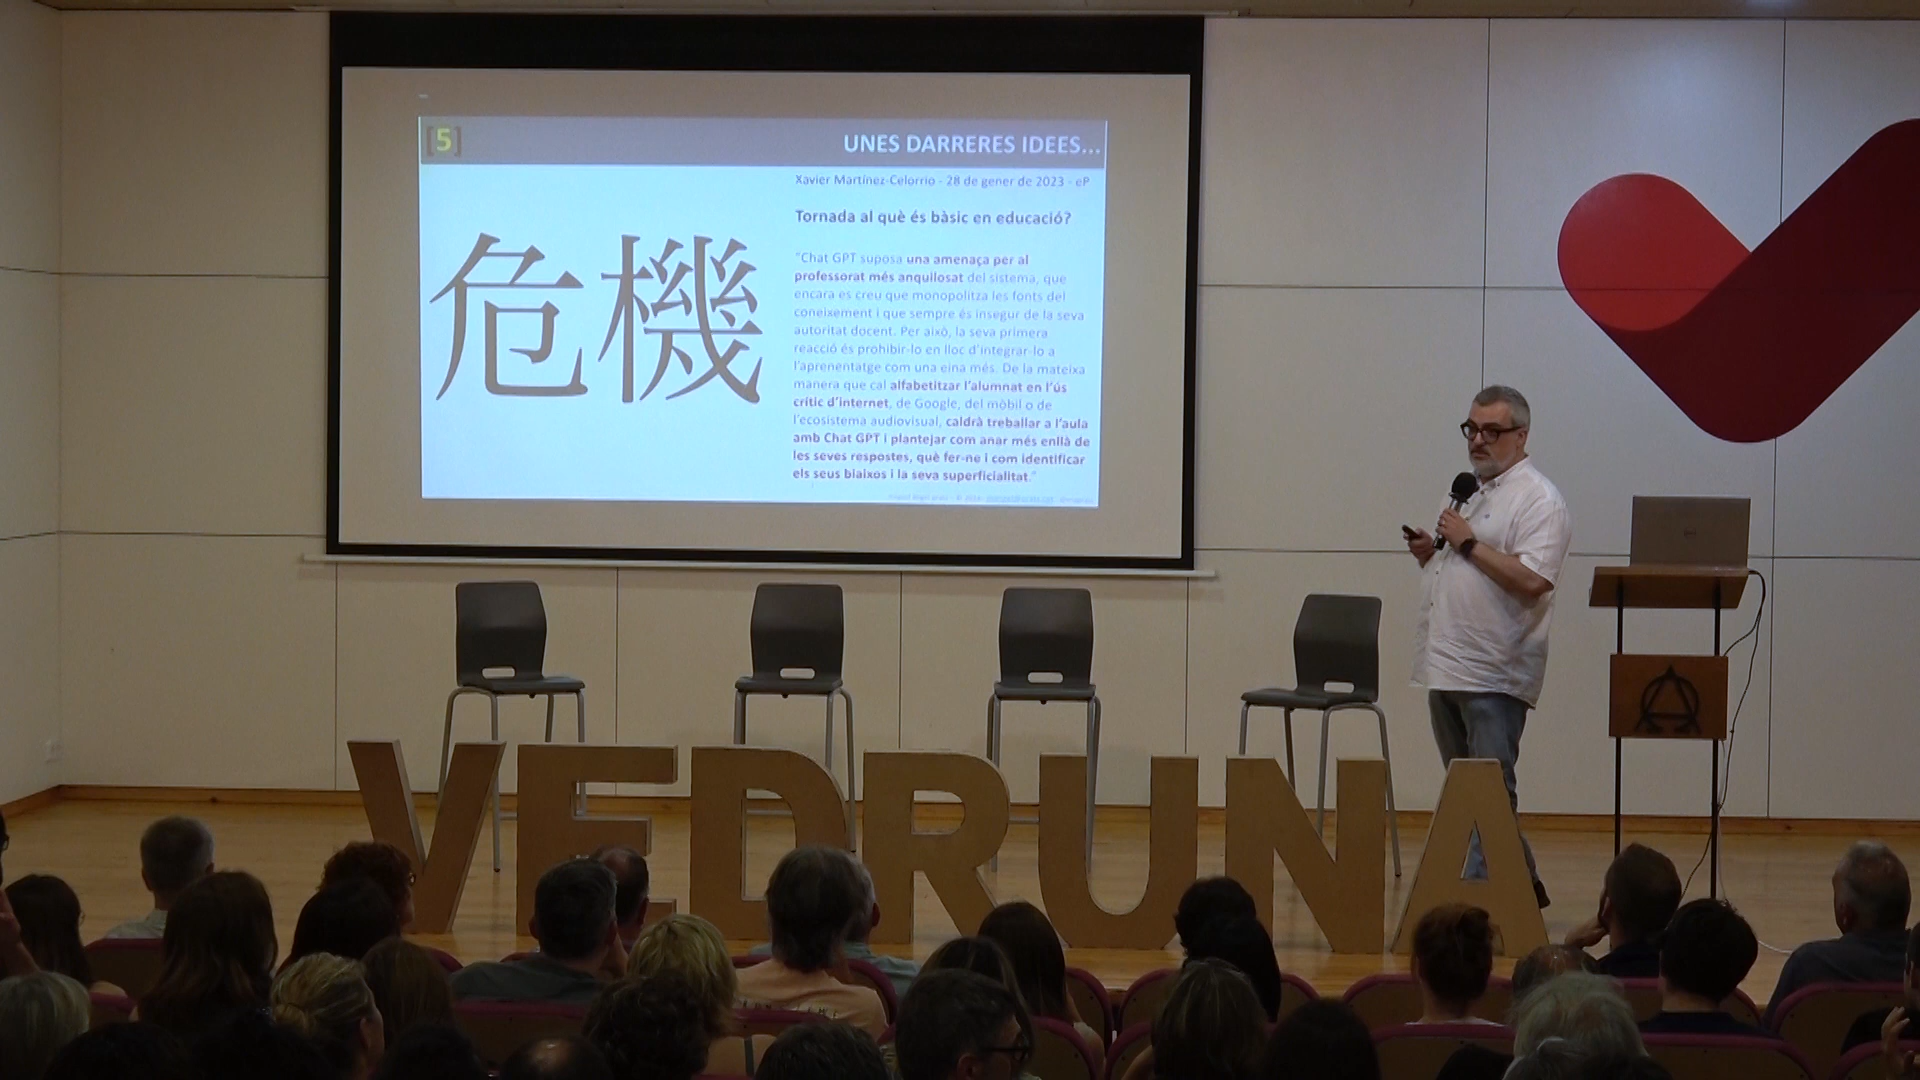 [5]
UNES DARRERES IDEES...
危機
Xavier Martínez-Celorrio - 28 de gener de 2023 - eP
Tornada al què és bàsic en educació?
"Chat GPT suposa una amenaça per al
professorat més anquilosat del sistema, que
encara es creu que monopolitza les fonts del
coneixement i que sempre és insegur de la seva
autoritat docent. Per això, la seva primera
reacció és prohibir-lo en lloc d'integrar-lo a
l'aprenentatge com una eina més. De la mateixa
manera que cal alfabetitzar l'alumnat en l'ús
crític d'internet, de Google, del mòbil o de
l'ecosistema audiovisual, caldrà treballar a l'aula
amb Chat GPT i plantejar com anar més enllà de
les seves respostes, què fer-ne i com identificar
els seus biaixos i la seva superficialitat."
VEDRUNA